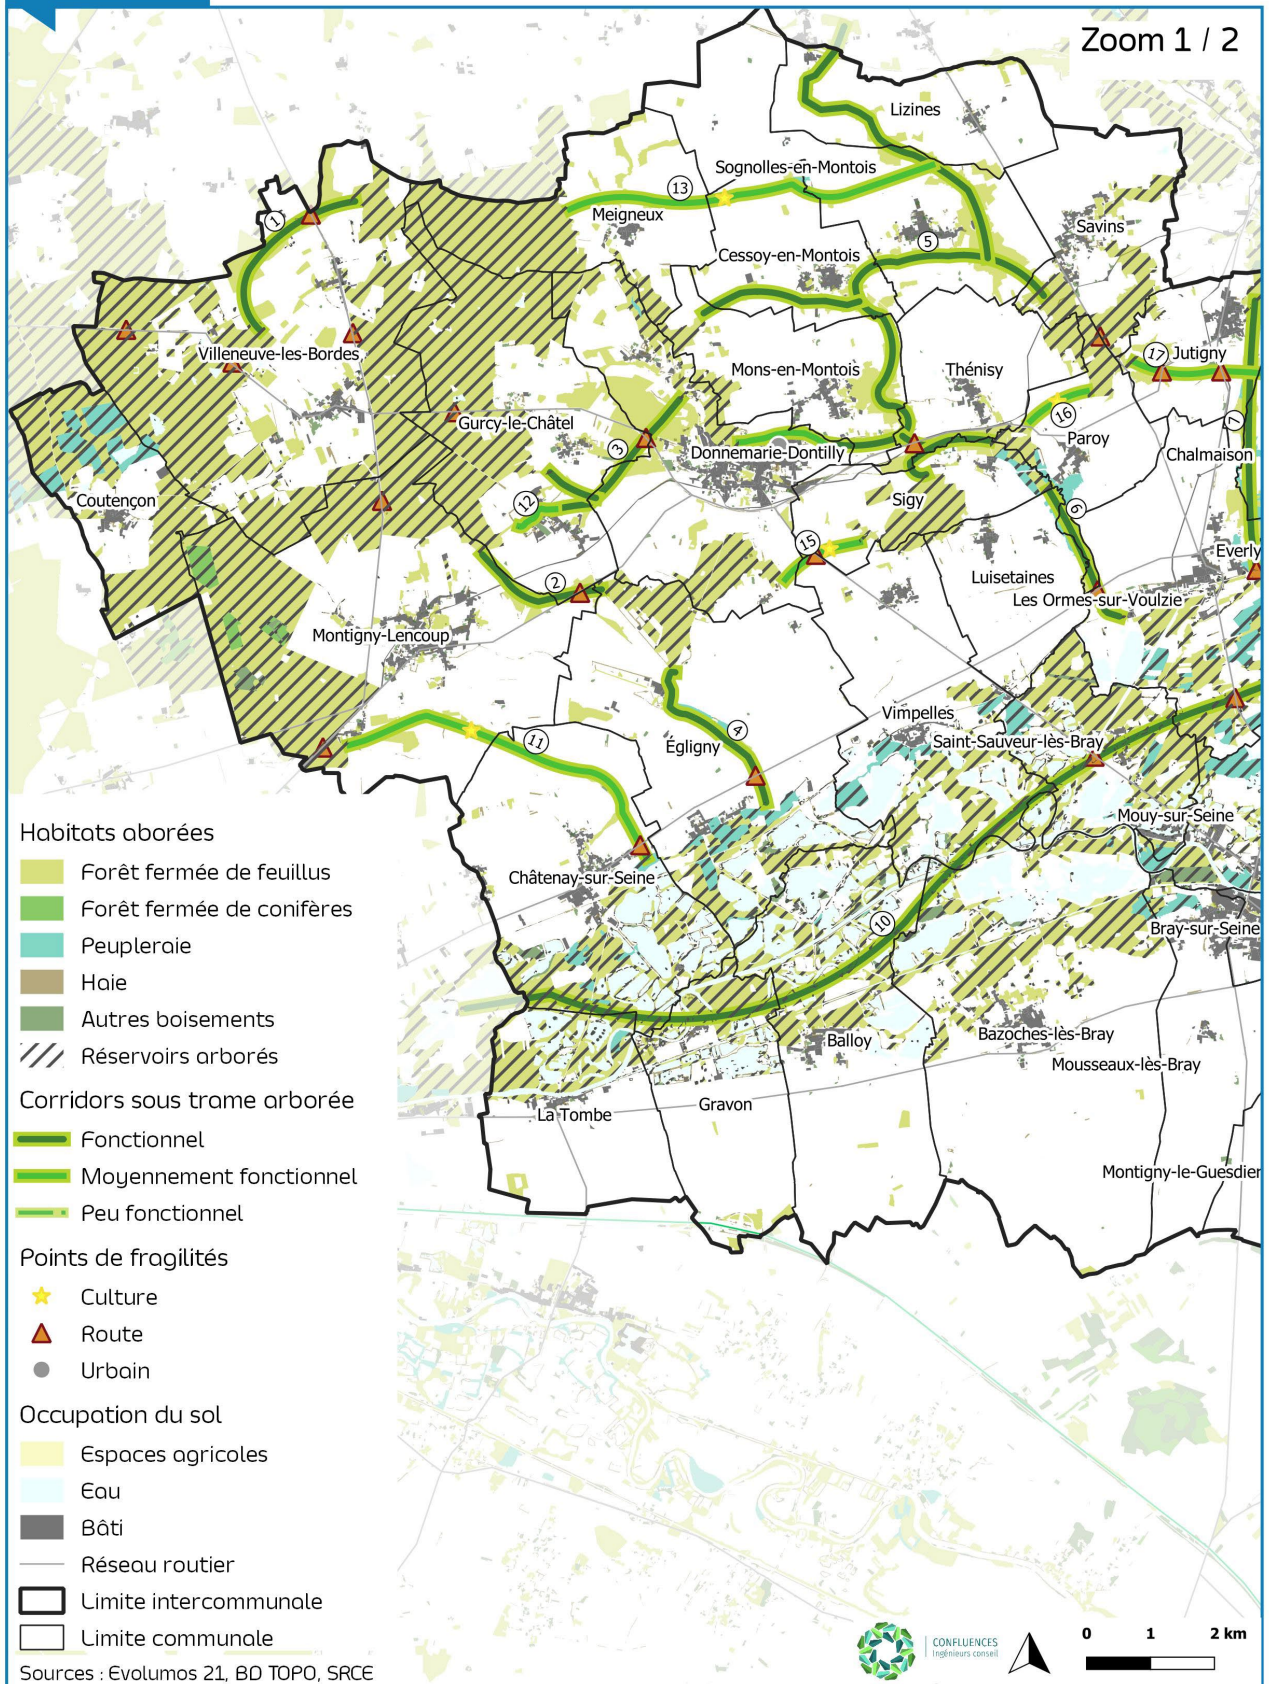 Zoom 1 / 2
Lizines
Sognolles-en-Montois
13
Meigneux
1
Savins
5
Cessoy-en-Montois
Villeneuve-les-Bordes
17
Jutigny
Mons-en-Montois
Thénisy
16
7
Gurcy-le-Châtel
3
Donnemarie-Dontilly
Paroy
Chalmaison
Coutençon
12
Sigy
6
15
Everly
2
Luisetaines
Les Ormes-sur-Voulzie
Montigny-Lencoup
Vimpelles
4
11
Égligny
Saint-Sauveur-lès-Bray
Mouy-sur-Seine
Châtenay-sur-Seine
10
Bray-sur-Seine
Balloy
Bazoches-lès-Bray
Mousseaux-lès-Bray
Gravon
La Tombe
Montigny-le-Guesdier
Habitats aborées
Forêt fermée de feuillus
Forêt fermée de conifères
Peupleraie
Haie
Autres boisements
Réservoirs arborés
Corridors sous trame arborée
Fonctionnel
Moyennement fonctionnel
Peu fonctionnel
Points de fragilités
Culture
Route
Urbain
Occupation du sol
Espaces agricoles
Eau
Bâti
Réseau routier
Limite intercommunale
Limite communale
Sources : Evolumos 21, BD TOPO, SRCE
CONFLUENCES
Ingénieurs conseil
0 1 2 km